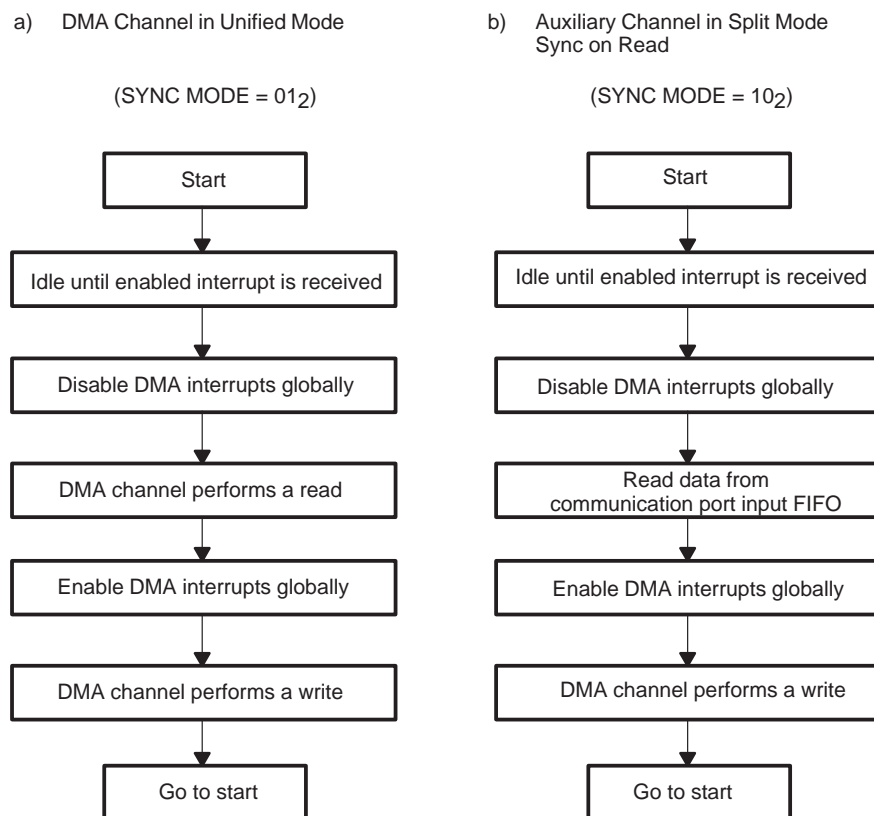 a) DMA Channel in Unified Mode
(SYNC MODE = 01₂)
Start
Idle until enabled interrupt is received
Disable DMA interrupts globally
DMA channel performs a read
Enable DMA interrupts globally
DMA channel performs a write
Go to start
b) Auxiliary Channel in Split Mode
Sync on Read
(SYNC MODE = 10₂)
Start
Idle until enabled interrupt is received
Disable DMA interrupts globally
Read data from
communication port input FIFO
Enable DMA interrupts globally
DMA channel performs a write
Go to start